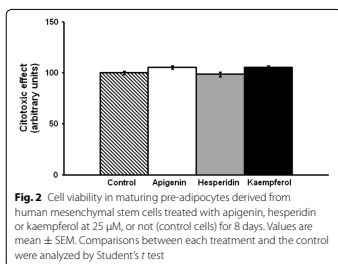 150
100
50
0
Citotoxic effect
(arbitrary units)
Control Apigenin Hesperidin Kaempferol
Fig. 2 Cell viability in maturing pre-adipocytes derived from
human mesenchymal stem cells treated with apigenin, hesperidin
or kaempferol at 25 μM, or not (control cells) for 8 days. Values are
mean ± SEM. Comparisons between each treatment and the control
were analyzed by Student's t test